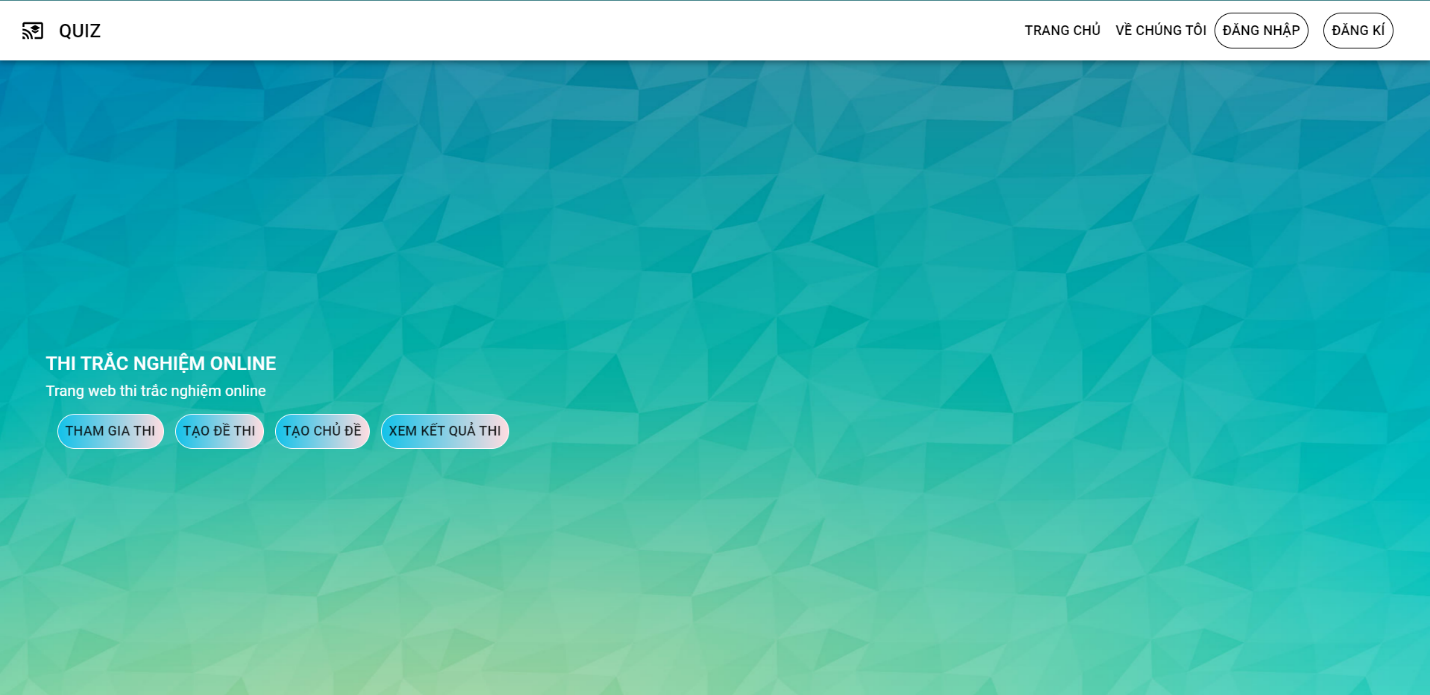 QUIZ TRANG CHỦ VỀ CHÚNG TÔI ĐĂNG NHẬP ĐĂNG KÍ
THI TRẮC NGHIỆM ONLINE
Trang web thi trắc nghiệm online
THAM GIA THI TẠO ĐỀ THI TẠO CHỦ ĐỀ XEM KẾT QUẢ THI